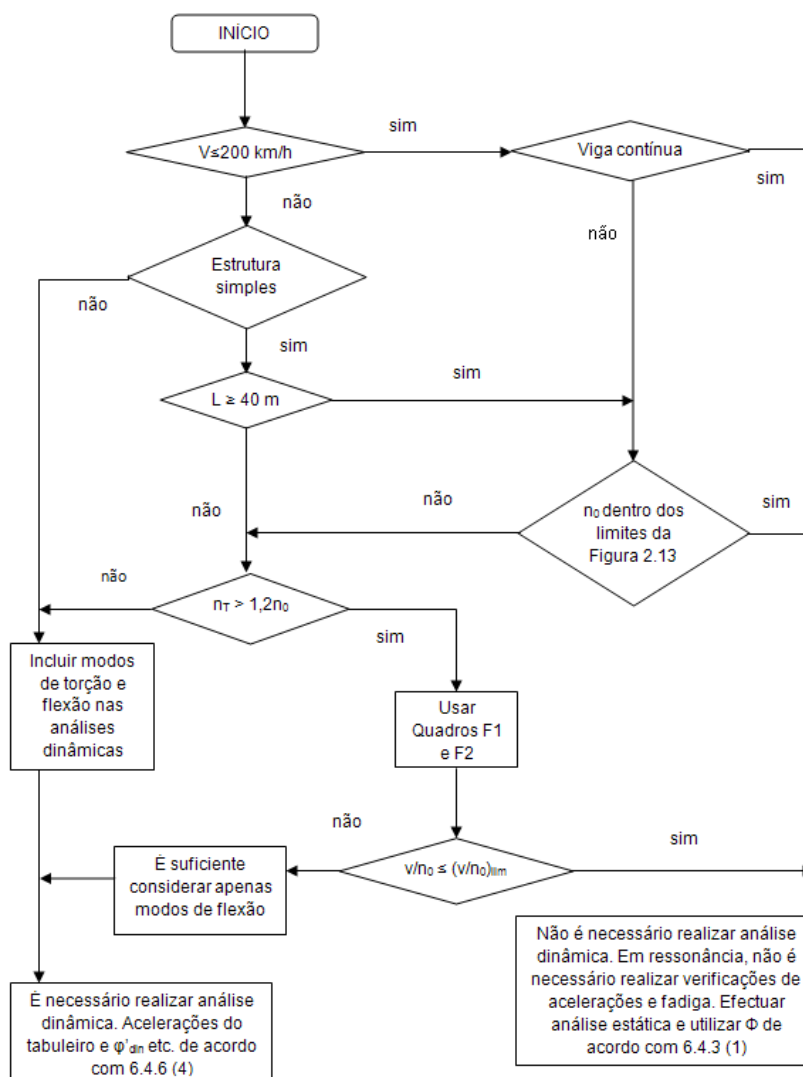 INÍCIO
sim
V≤200 km/h
Viga contínua
sim
não
não
Estrutura
simples
não
sim
sim
L ≥ 40 m
não
não
n₀ dentro dos
limites da
Figura 2.13
sim
não
n_T > 1,2n₀
sim
Incluir modos
de torção e
flexão nas
análises
dinâmicas
Usar
Quadros F1
e F2
não
sim
v/n₀ ≤ (v/n₀)lim
É suficiente
considerar apenas
modos de flexão
Não é necessário realizar análise
dinâmica. Em ressonância, não é
necessário realizar verificações de
acelerações e fadiga. Efectuar
análise estática e utilizar Φ de
acordo com 6.4.3 (1)
É necessário realizar análise
dinâmica. Acelerações do
tabuleiro e φ'din etc. de acordo
com 6.4.6 (4)